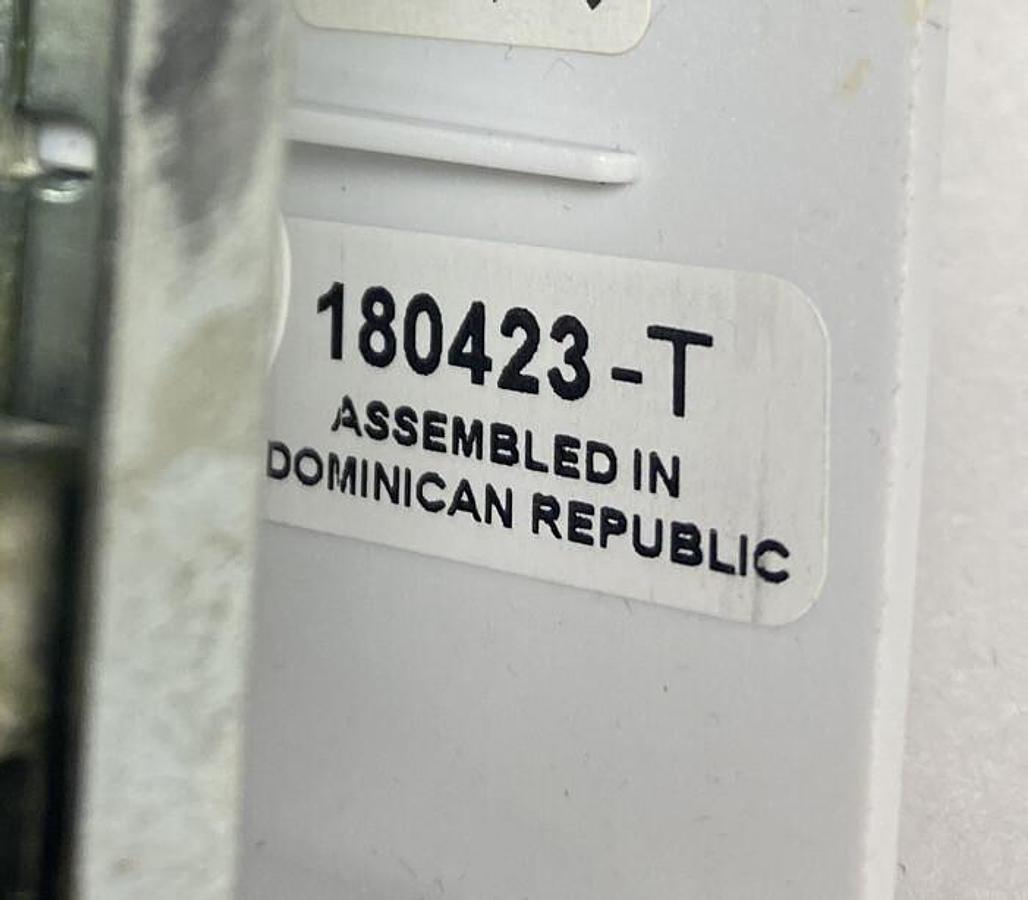 180423-T
ASSEMBLED IN
DOMINICAN REPUBLIC